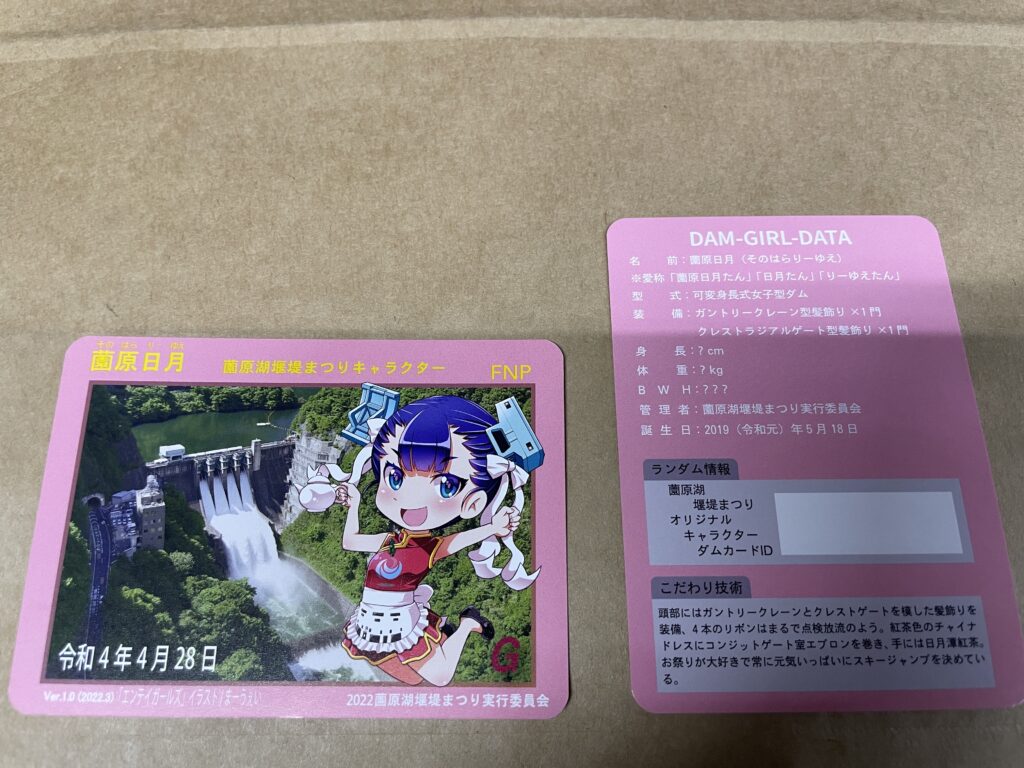 その はら りー ゆえ
薗原日月
薗原湖堰堤まつりキャラクター
FNP
令和4年4月28日
G
Ver.1.0 (2022.3)「エンテイガールズ」イラスト/まーうぇい
2022薗原湖堰堤まつり実行委員会
DAM-GIRL-DATA
名 前：薗原日月（そのはらりーゆえ）
※愛称「薗原日月たん」「日月たん」「りーゆえたん」
型 式：可変身長式女子型ダム
装 備：ガントリークレーン型髪飾り ×1門
クレストラジアルゲート型髪飾り ×1門
身 長：? cm
体 重：? kg
B W H：? ? ?
管 理 者：薗原湖堰堤まつり実行委員会
誕 生 日：2019（令和元）年5月18日
ランダム情報
薗原湖
堰堤まつり
オリジナル
キャラクター
ダムカードID
こだわり技術
頭部にはガントリークレーンとクレストゲートを模した髪飾りを
装備、4本のリボンはまるで点検放流のよう。紅茶色のチャイナ
ドレスにコンジットゲート室エプロンを巻き、手には日月潭紅茶。
お祭りが大好きで常に元気いっぱいにスキージャンプを決めてい
る。